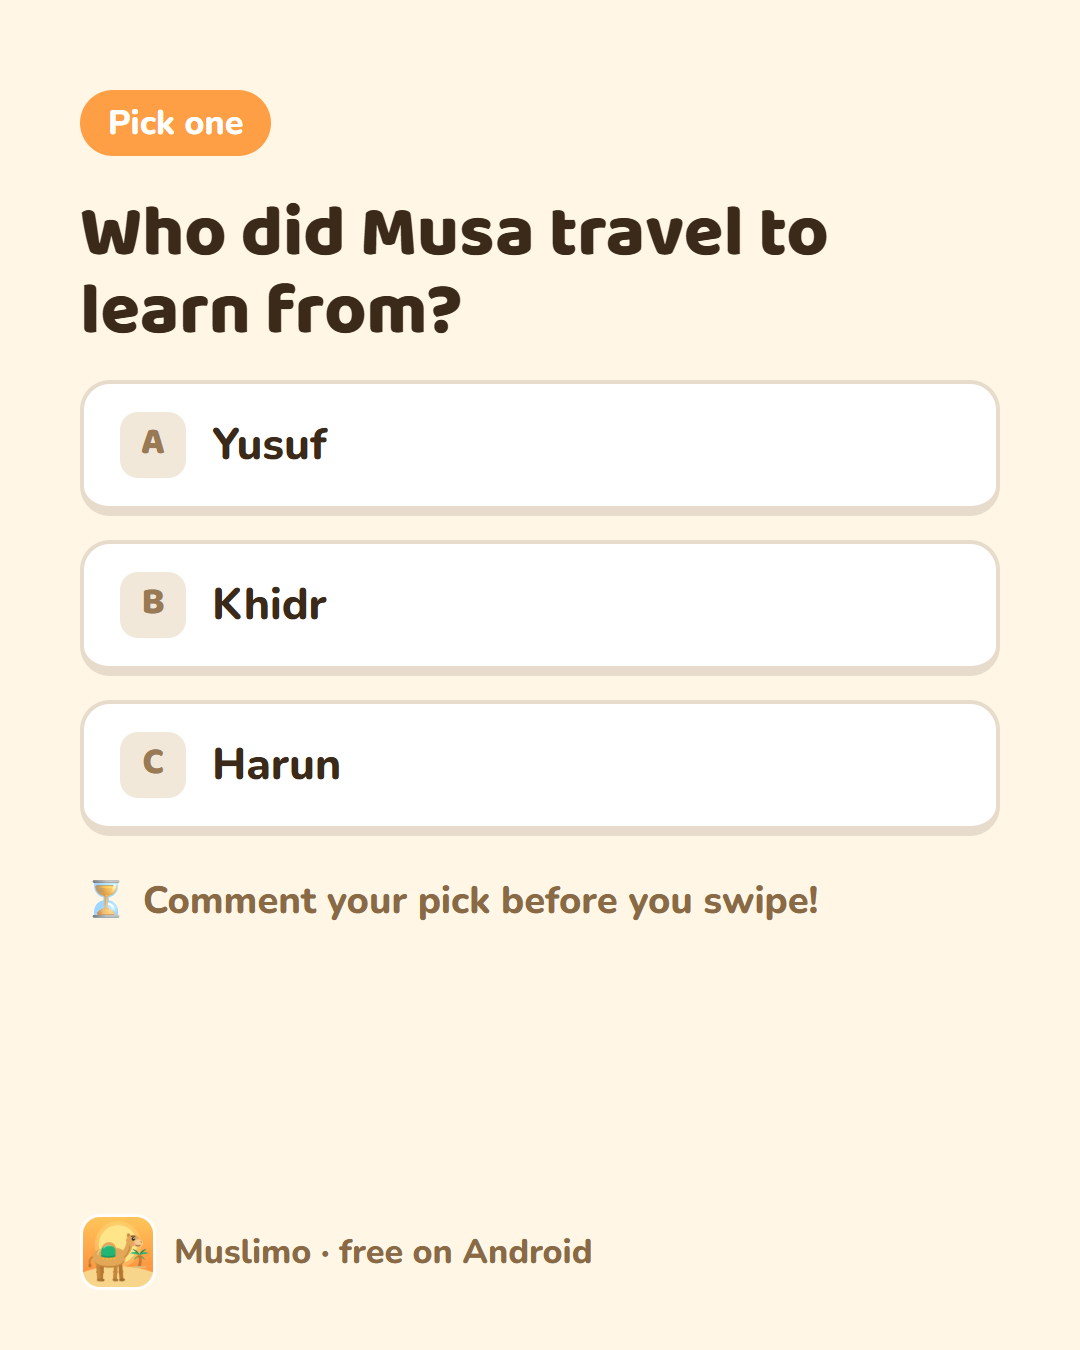 Pick one
Who did Musa travel to
learn from?
A Yusuf
B Khidr
C Harun
⏳ Comment your pick before you swipe!
Muslimo · free on Android